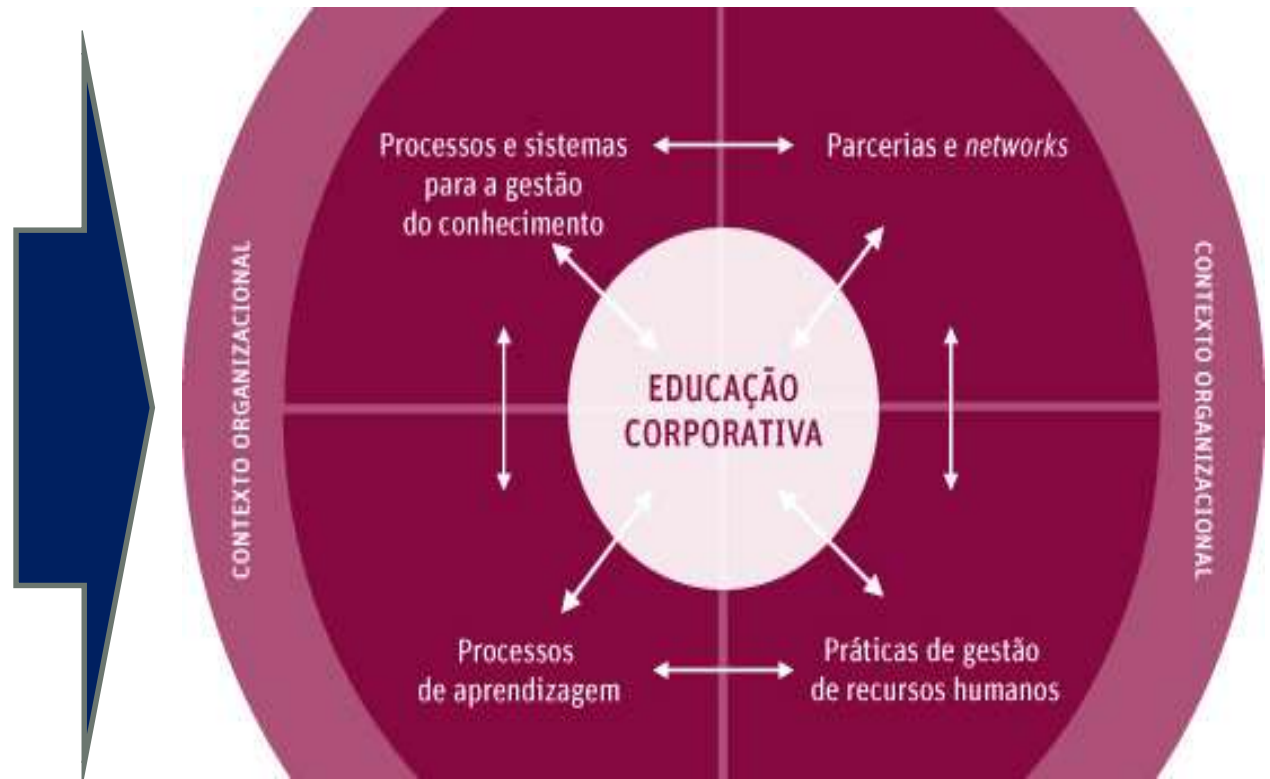 Processos e sistemas
para a gestão
do conhecimento
Parcerias e networks
CONTEXTO ORGANIZACIONAL
EDUCAÇÃO
CORPORATIVA
CONTEXTO ORGANIZACIONAL
Processos
de aprendizagem
Práticas de gestão
de recursos humanos